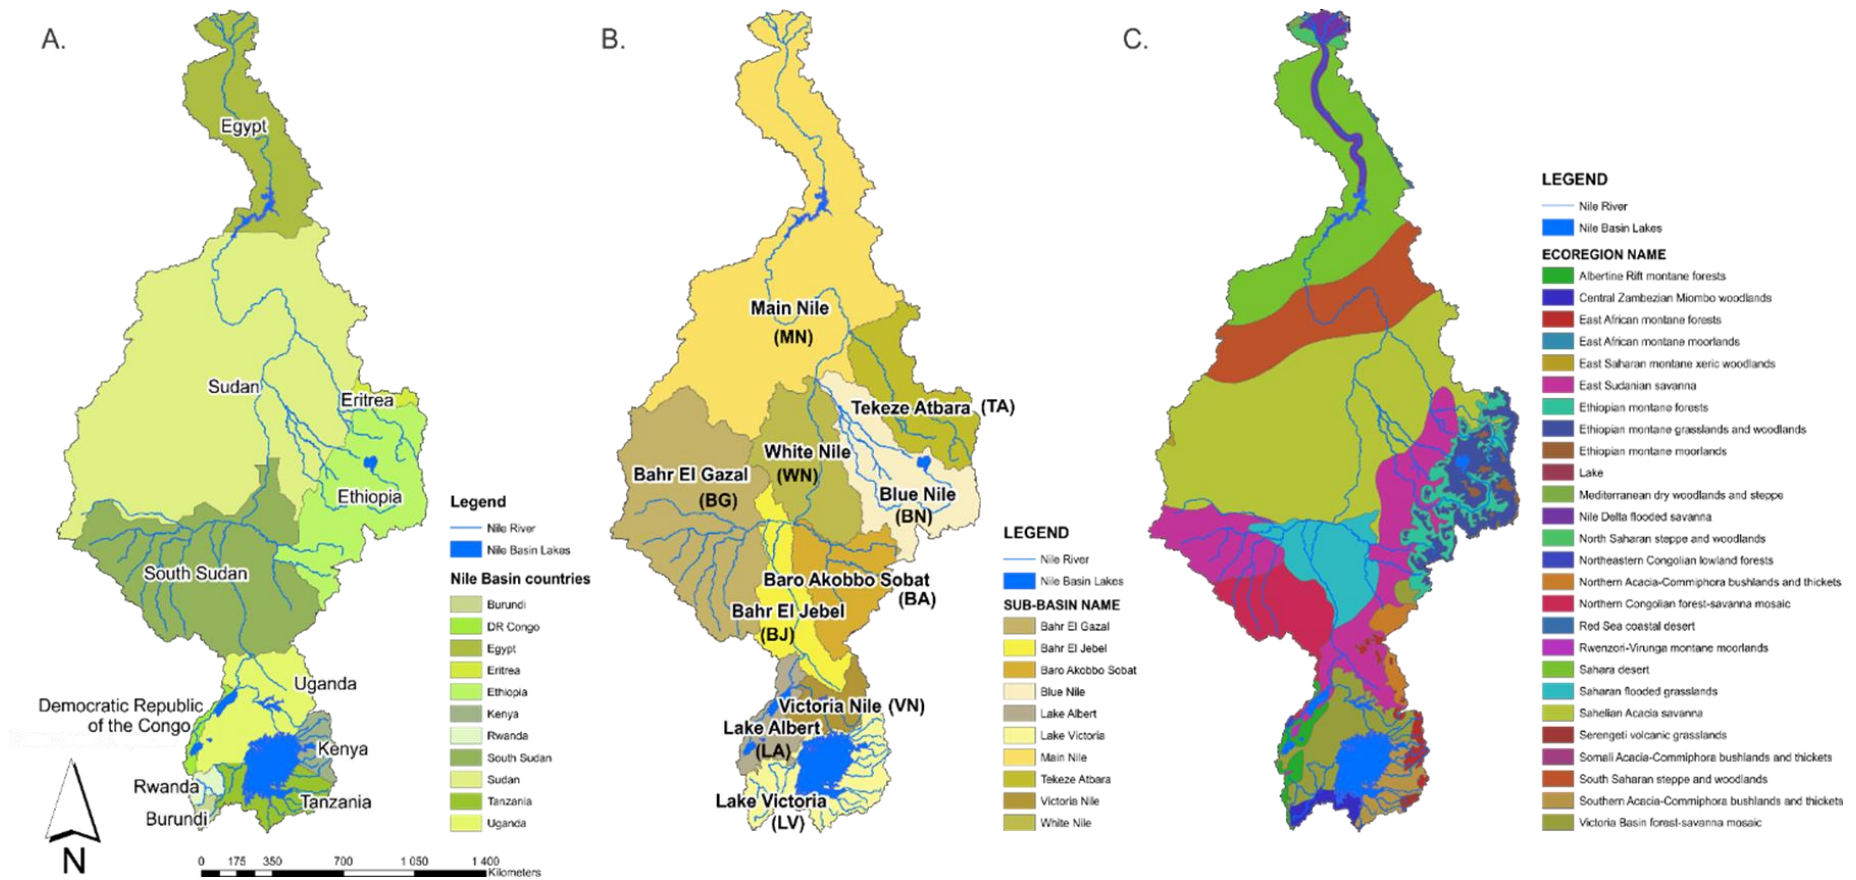 A.
Egypt
Sudan
Eritrea
Ethiopia
South Sudan
Uganda
Democratic Republic
of the Congo
Kenya
Rwanda
Tanzania
Burundi
N
0 175 350 700 1 050 1 400
Kilometers
Legend
Nile River
Nile Basin Lakes
Nile Basin countries
Burundi
DR Congo
Egypt
Eritrea
Ethiopia
Kenya
Rwanda
South Sudan
Sudan
Tanzania
Uganda
B.
Main Nile
(MN)
Tekeze Atbara (TA)
White Nile
(WN)
Bahr El Gazal
(BG)
Blue Nile
(BN)
Baro Akobbo Sobat
(BA)
Bahr El Jebel
(BJ)
Victoria Nile (VN)
Lake Albert
(LA)
Lake Victoria
(LV)
LEGEND
Nile River
Nile Basin Lakes
SUB-BASIN NAME
Bahr El Gazal
Bahr El Jebel
Baro Akobbo Sobat
Blue Nile
Lake Albert
Lake Victoria
Main Nile
Tekeze Atbara
Victoria Nile
White Nile
C.
LEGEND
Nile River
Nile Basin Lakes
ECOREGION NAME
Albertine Rift montane forests
Central Zambezian Miombo woodlands
East African montane forests
East African montane moorlands
East Saharan montane xeric woodlands
East Sudanian savanna
Ethiopian montane forests
Ethiopian montane grasslands and woodlands
Ethiopian montane moorlands
Lake
Mediterranean dry woodlands and steppe
Nile Delta flooded savanna
North Saharan steppe and woodlands
Northeastern Congolian lowland forests
Northern Acacia-Commiphora bushlands and thickets
Northern Congolian forest-savanna mosaic
Red Sea coastal desert
Rwenzori-Virunga montane moorlands
Sahara desert
Saharan flooded grasslands
Sahelian Acacia savanna
Serengeti volcanic grasslands
Somali Acacia-Commiphora bushlands and thickets
South Saharan steppe and woodlands
Southern Acacia-Commiphora bushlands and thickets
Victoria Basin forest-savanna mosaic